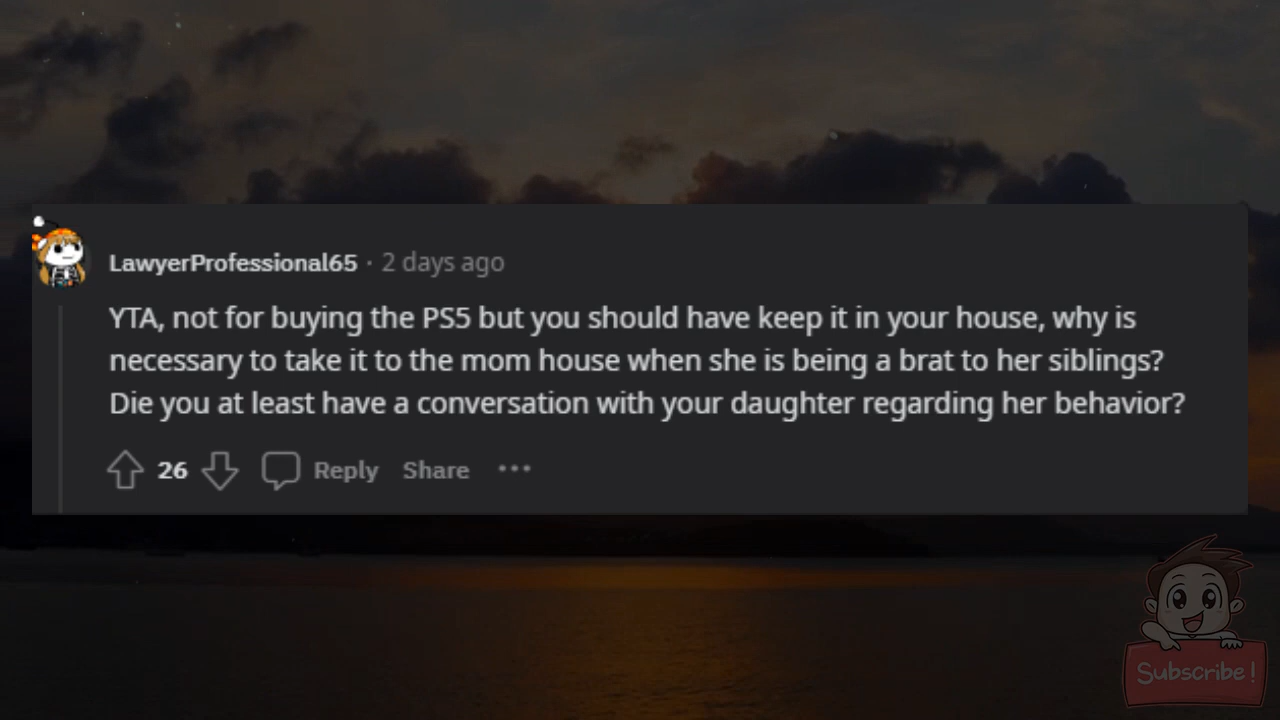 LawyerProfessional65 · 2 days ago
YTA, not for buying the PS5 but you should have keep it in your house, why is
necessary to take it to the mom house when she is being a brat to her siblings?
Die you at least have a conversation with your daughter regarding her behavior?
26 Reply Share ···
Subscribe!